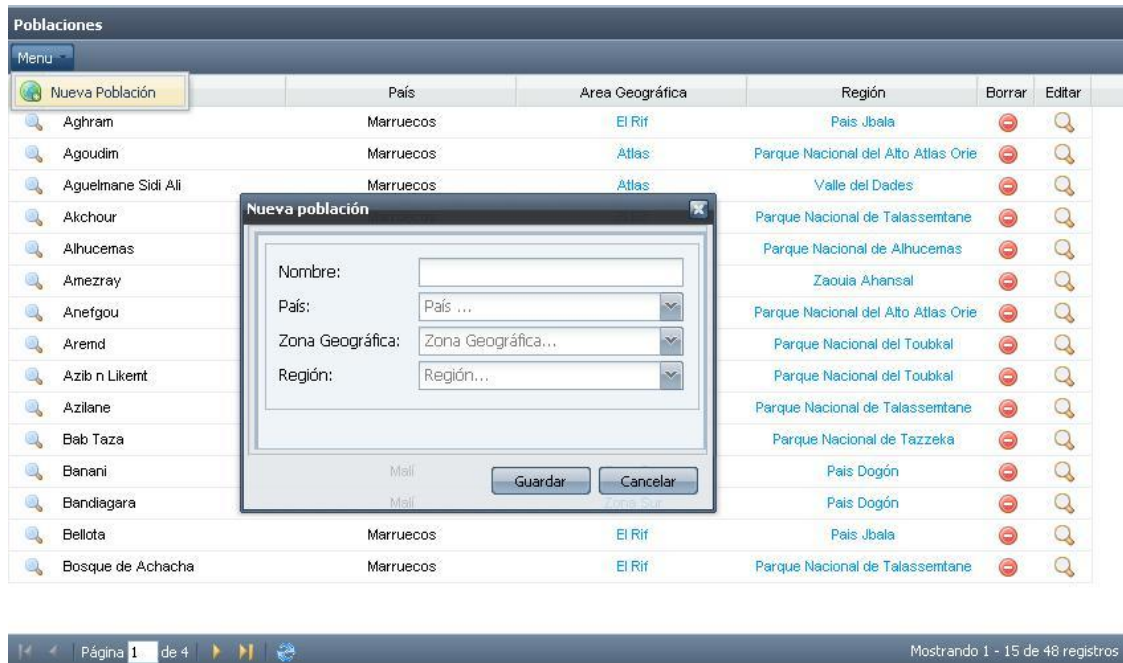 Poblaciones
Menu
Nueva Población País Area Geográfica Región Borrar Editar
Aghram Marruecos El Rif Pais Jbala
Agoudim Marruecos Atlas Parque Nacional del Alto Atlas Orie
Aguelmane Sidi Ali Marruecos Atlas Valle del Dades
Akchour Parque Nacional de Talassemtane
Alhucemas Parque Nacional de Alhucemas
Amezray Zaouia Ahansal
Anefgou Parque Nacional del Alto Atlas Orie
Aremd Parque Nacional del Toubkal
Azib n Likemt Parque Nacional del Toubkal
Azilane Parque Nacional de Talassemtane
Bab Taza Parque Nacional de Tazzeka
Banani Malí Pais Dogón
Bandiagara Malí Zona Sur Pais Dogón
Bellota Marruecos El Rif Pais Jbala
Bosque de Achacha Marruecos El Rif Parque Nacional de Talassemtane
Nueva población
Nombre:
País: País ...
Zona Geográfica: Zona Geográfica...
Región: Región...
Guardar Cancelar
Página 1 de 4 Mostrando 1 - 15 de 48 registros